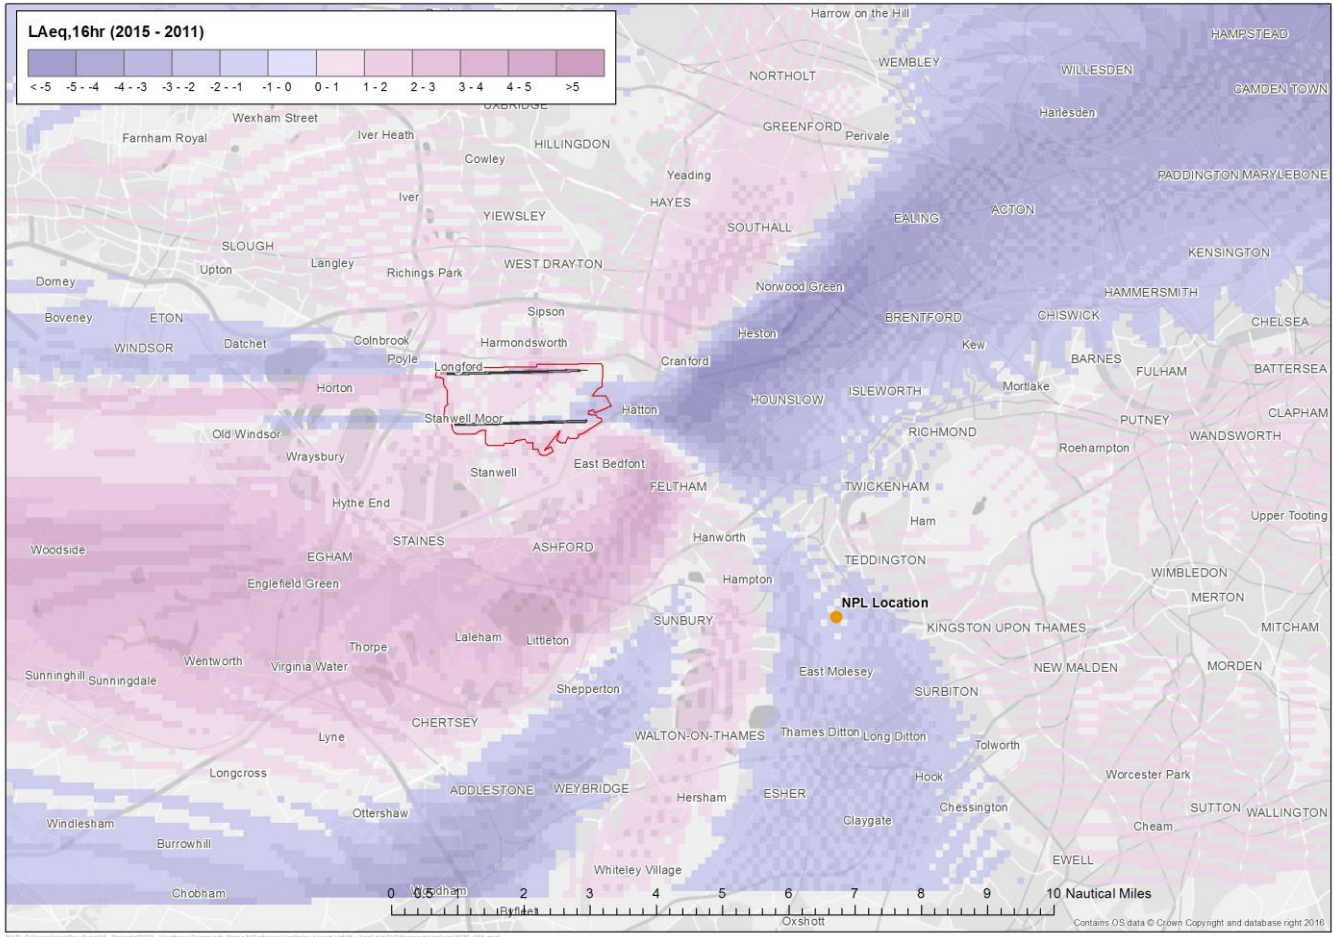 LAeq,16hr (2015 - 2011)
< -5 -5 - -4 -4 - -3 -3 - -2 -2 - -1 -1 - 0 0 - 1 1 - 2 2 - 3 3 - 4 4 - 5 >5
Harrow on the Hill
HAMPSTEAD
WEMBLEY
WILLESDEN
NORTHOLT
CAMDEN TOWN
UXBRIDGE
Harlesden
Wexham Street
GREENFORD
Perivale
Farnham Royal
Iver Heath
HILLINGDON
Cowley
Yeading
PADDINGTON MARYLEBONE
Iver
HAYES
ACTON
YIEWSLEY
EALING
SOUTHALL
SLOUGH
KENSINGTON
Langley
WEST DRAYTON
Upton
Richings Park
Dorney
Norwood Green
HAMMERSMITH
Boveney
ETON
Sipson
BRENTFORD
CHISWICK
CHELSEA
Heston
WINDSOR
Datchet
Colnbrook
Harmondsworth
Kew
Poyle
BARNES
Cranford
Longford
FULHAM
BATTERSEA
Horton
Mortlake
ISLEWORTH
HOUNSLOW
Hatton
CLAPHAM
Stanwell Moor
PUTNEY
Old Windsor
RICHMOND
WANDSWORTH
Roehampton
Wraysbury
East Bedfont
Stanwell
FELTHAM
TWICKENHAM
Hythe End
Upper Tooting
Ham
Hanworth
STAINES
Woodside
ASHFORD
EGHAM
TEDDINGTON
WIMBLEDON
Englefield Green
Hampton
MERTON
NPL Location
SUNBURY
KINGSTON UPON THAMES
MITCHAM
Laleham
Littleton
Thorpe
Wentworth
Virginia Water
NEW MALDEN
MORDEN
East Molesey
Sunninghill
Sunningdale
Shepperton
SURBITON
CHERTSEY
Thames Ditton
Long Ditton
Lyne
WALTON-ON-THAMES
Tolworth
Longcross
Worcester Park
Hook
ADDLESTONE
WEYBRIDGE
ESHER
Hersham
Chessington
SUTTON
WALLINGTON
Ottershaw
Claygate
Windlesham
Cheam
Burrowhill
EWELL
Whiteley Village
Chobham
Woodham
0 0.5 1 2 3 4 5 6 7 8 9 10 Nautical Miles
Byfleet
Oxshott
Contains OS data © Crown Copyright and database right 2016